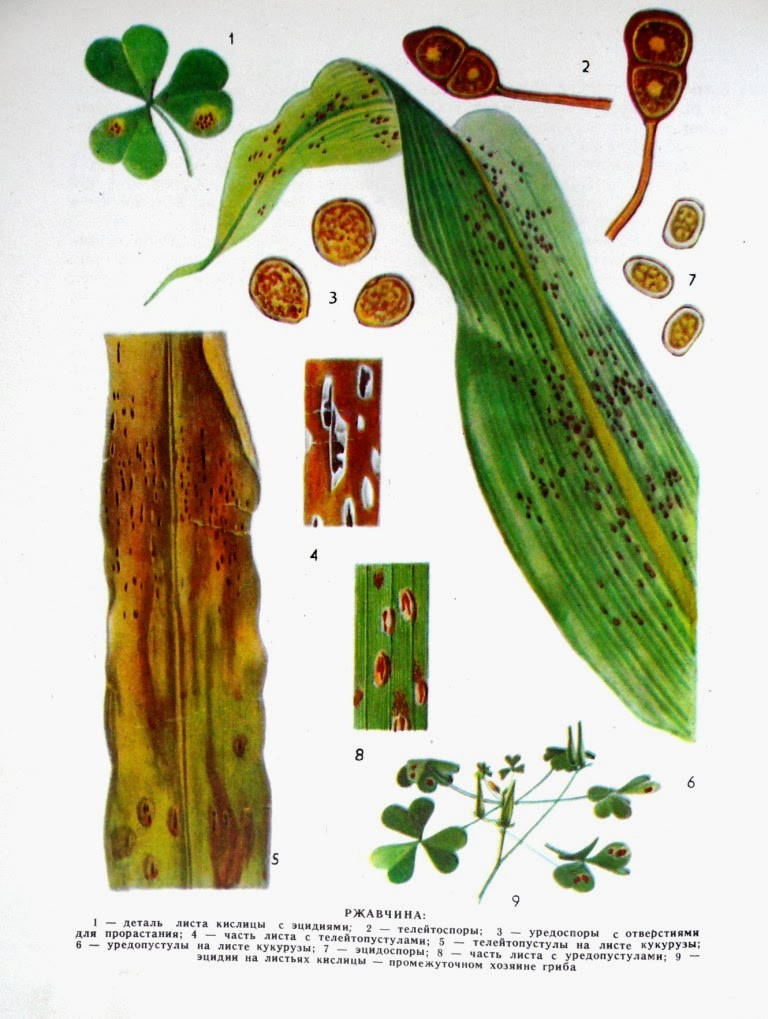 1
2
3
7
4
8
6
5
9
РЖАВЧИНА:
1 — деталь листа кислицы с эцидиями; 2 — телейтоспоры; 3 — уредоспоры с отверстиями
для прорастания; 4 — часть листа с телейтопустулами; 5 — телейтопустулы на листе кукурузы;
6 — уредопустулы на листе кукурузы; 7 — эцидоспоры; 8 — часть листа с уредопустулами; 9 —
эцидии на листьях кислицы — промежуточном хозяине гриба